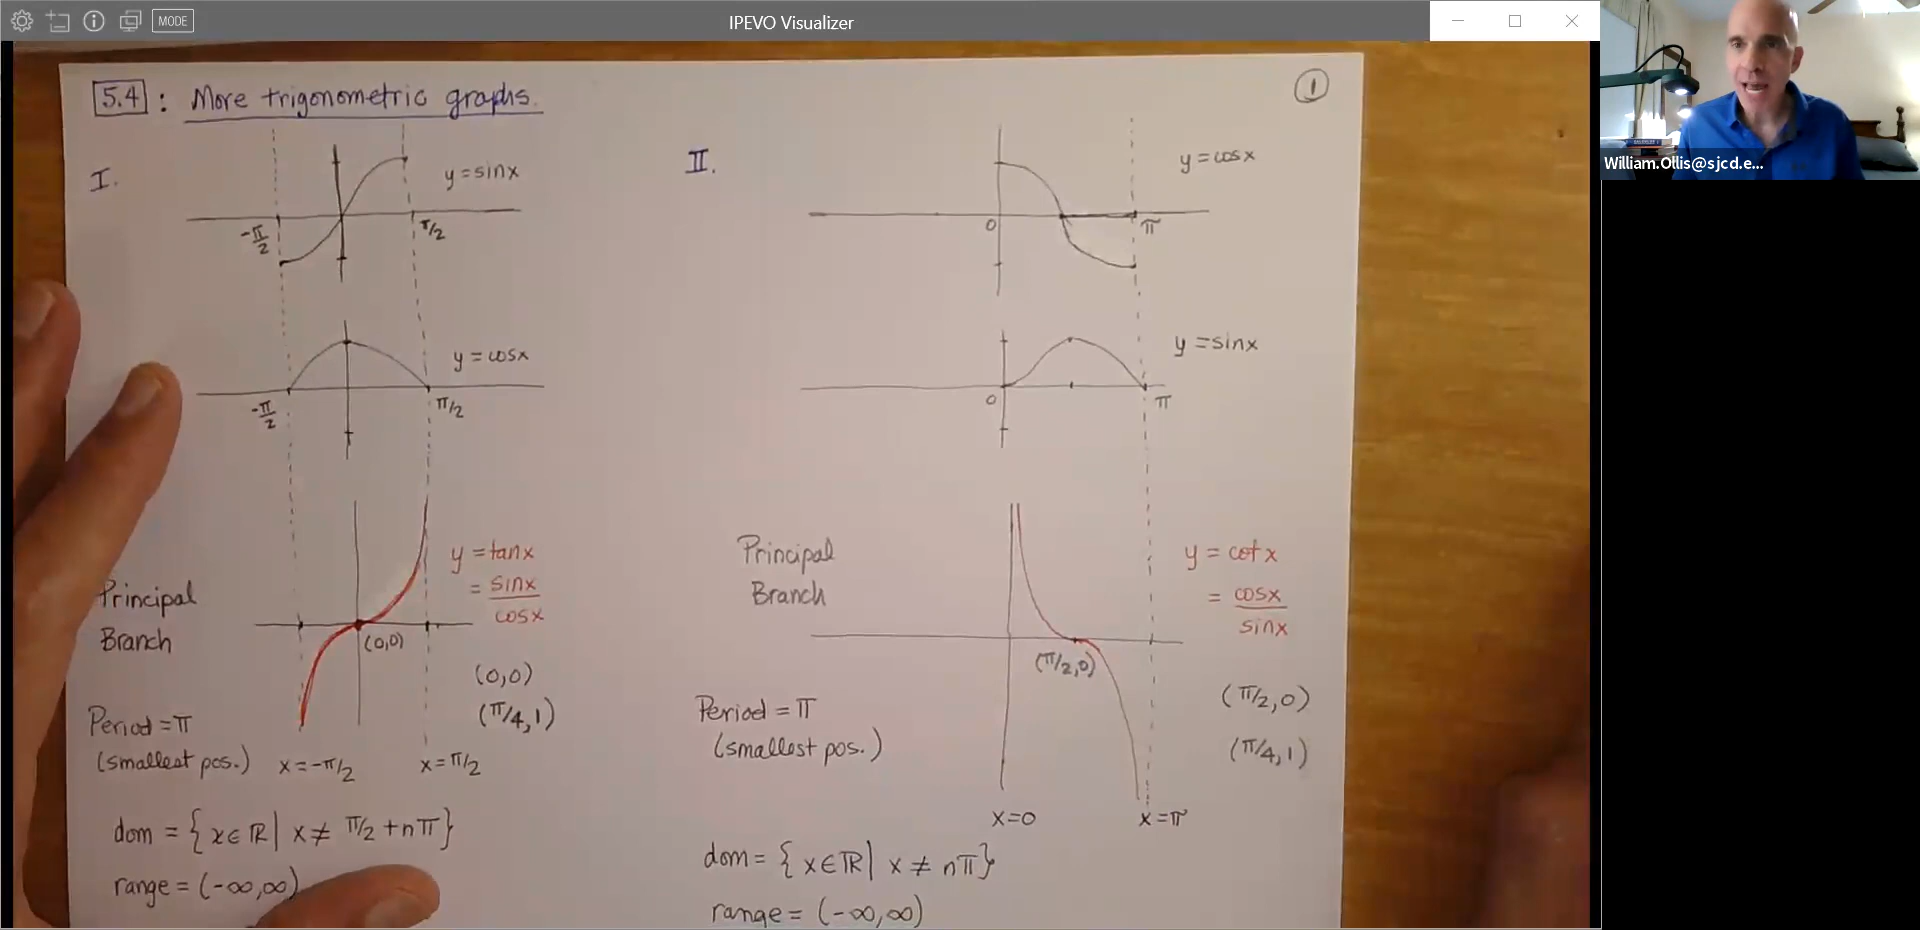 MODE
IPEVO Visualizer
William.Ollis@sjcd.e...
5.4 : More trigonometric graphs.
1
I.
y = sinx
-π/2
π/2
y = cosx
-π/2
π/2
Principal
Branch
y = tanx
= sinx/cosx
(0,0)
(0,0)
(π/4, 1)
Period = π
(smallest pos.)
x = -π/2
x = π/2
dom = { x ∈ ℝ | x ≠ π/2 + nπ }
range = (-∞,∞)
II.
y = cosx
0
π
y = sinx
0
π
Principal
Branch
y = cot x
= cosx/sinx
(π/2, 0)
(π/2, 0)
(π/4, 1)
Period = π
(smallest pos.)
x = 0
x = π
dom = { x ∈ ℝ | x ≠ nπ }
range = (-∞,∞)